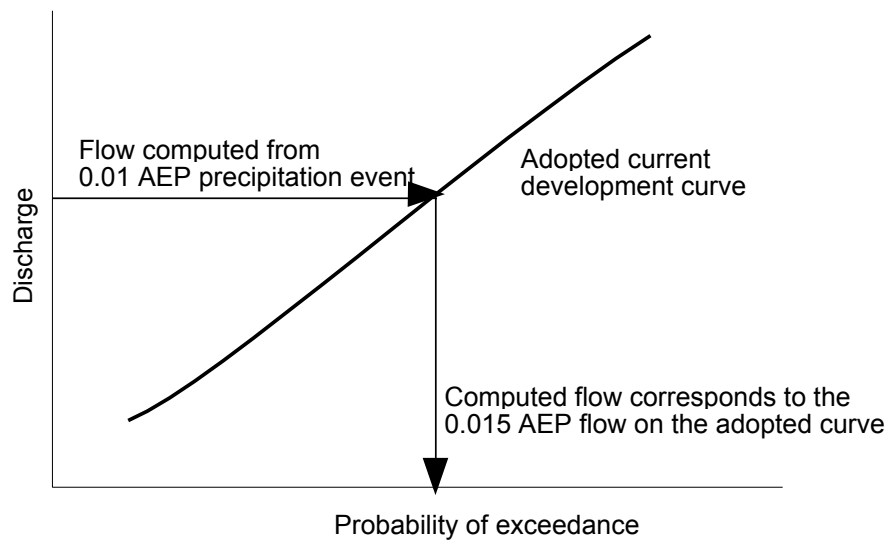 Flow computed from
0.01 AEP precipitation event
Adopted current
development curve
Discharge
Computed flow corresponds to the
0.015 AEP flow on the adopted curve
Probability of exceedance